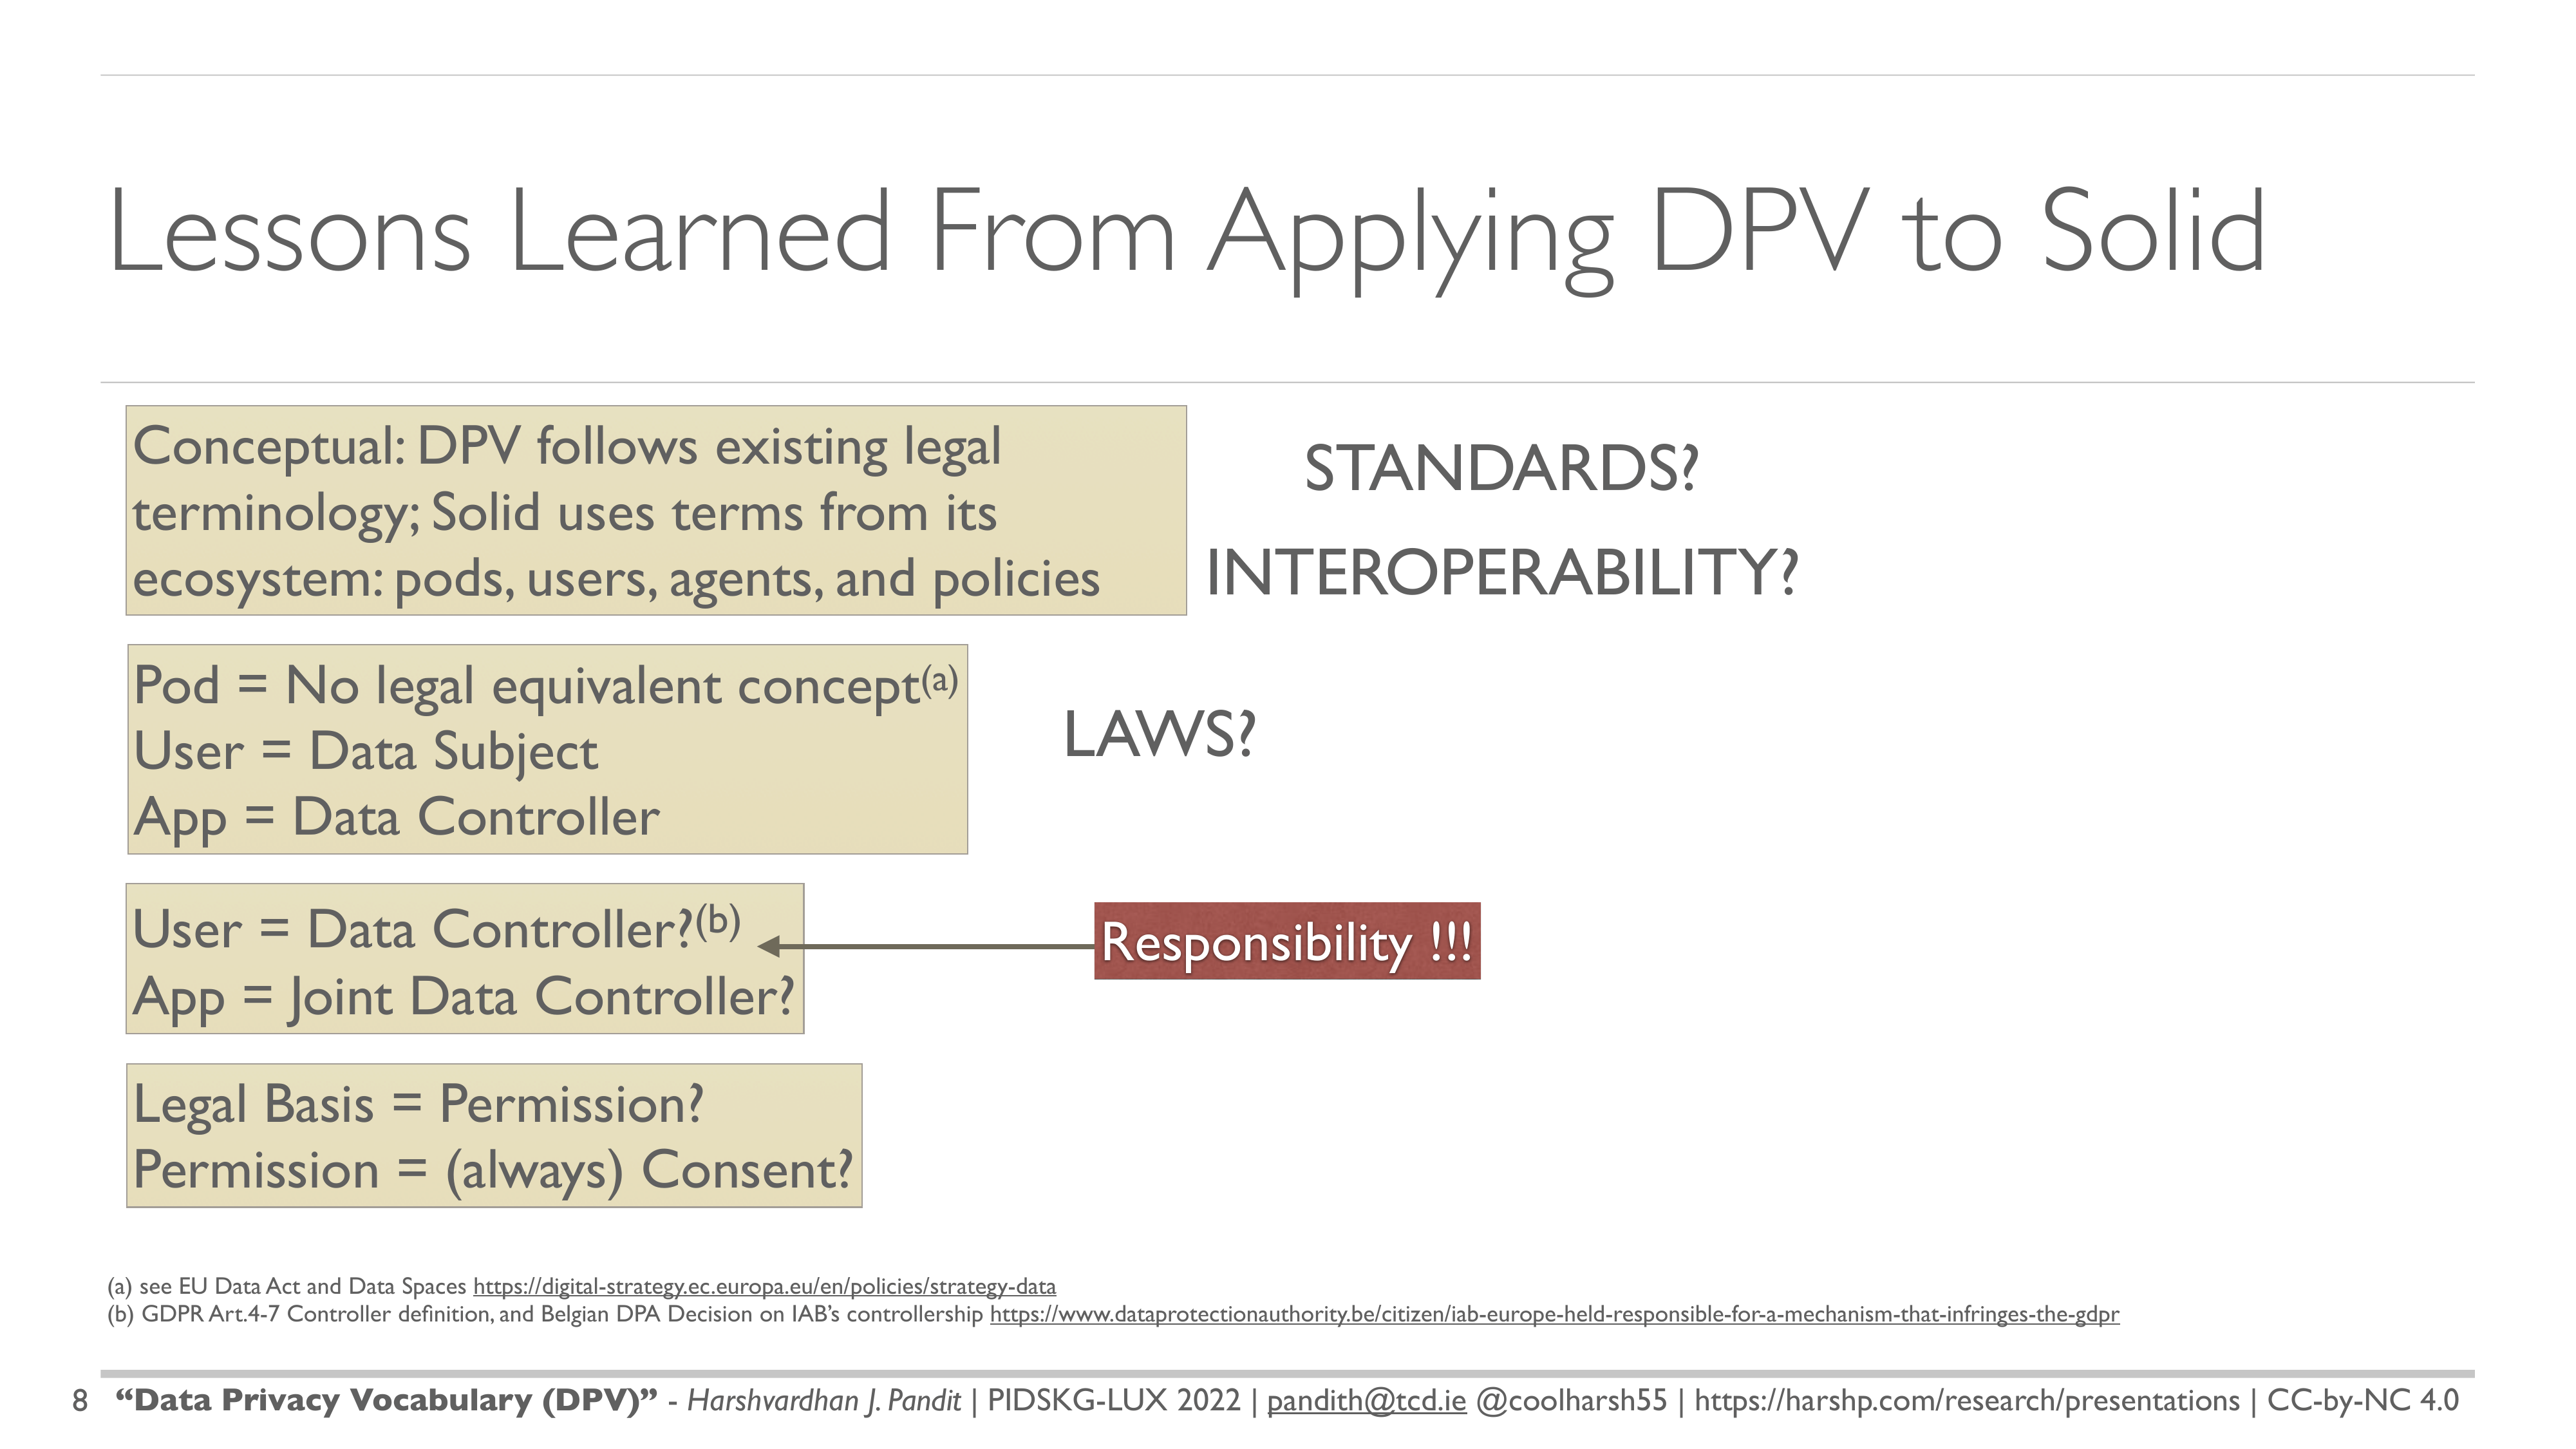 Lessons Learned From Applying DPV to Solid
Conceptual: DPV follows existing legal
terminology; Solid uses terms from its
ecosystem: pods, users, agents, and policies
STANDARDS?
INTEROPERABILITY?
Pod = No legal equivalent concept(a)
User = Data Subject
App = Data Controller
LAWS?
User = Data Controller?(b)
App = Joint Data Controller?
Responsibility !!!
Legal Basis = Permission?
Permission = (always) Consent?
(a) see EU Data Act and Data Spaces https://digital-strategy.ec.europa.eu/en/policies/strategy-data
(b) GDPR Art.4-7 Controller definition, and Belgian DPA Decision on IAB’s controllership https://www.dataprotectionauthority.be/citizen/iab-europe-held-responsible-for-a-mechanism-that-infringes-the-gdpr
8 “Data Privacy Vocabulary (DPV)” - Harshvardhan J. Pandit | PIDSKG-LUX 2022 | pandith@tcd.ie @coolharsh55 | https://harshp.com/research/presentations | CC-by-NC 4.0